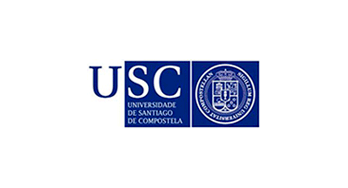 USC
UNIVERSIDADE
DE SANTIAGO
DE COMPOSTELA